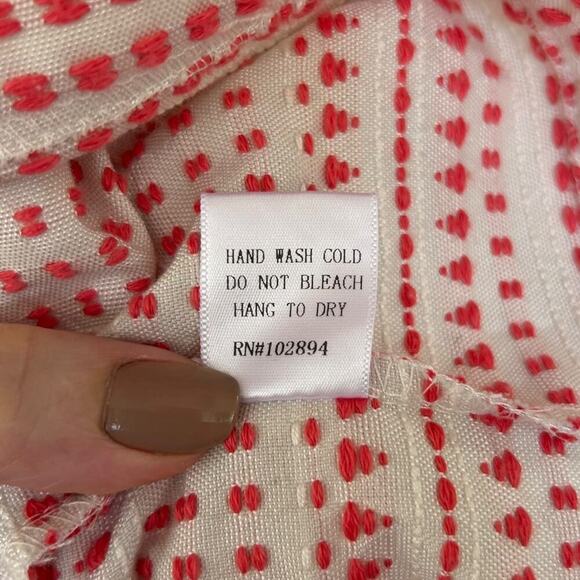 HAND WASH COLD
DO NOT BLEACH
HANG TO DRY
RN#102894